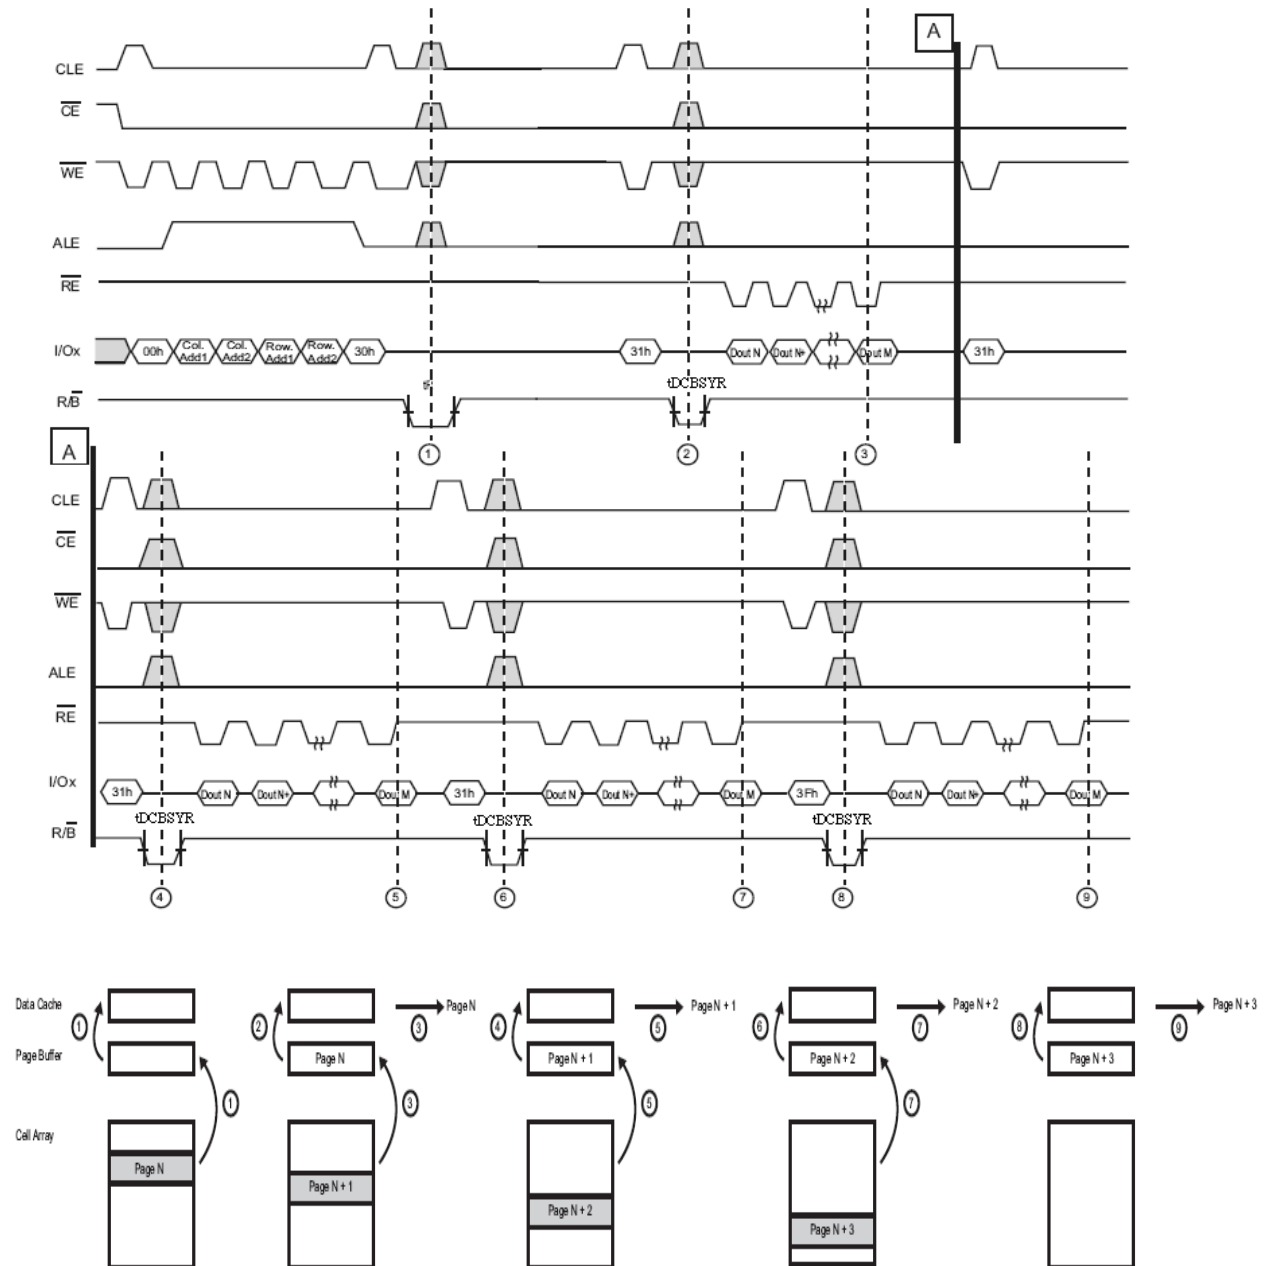 A
CLE
CE
WE
ALE
RE
I/Ox 00h Col. Add1 Col. Add2 Row. Add1 Row. Add2 30h 31h Dout N Dout N+ Dout M 31h
tDCBSYR
R/B
1 2 3
A
CLE
CE
WE
ALE
RE
I/Ox 31h Dout N Dout N+ Dout M 31h Dout N Dout N+ Dout M 3Fh Dout N Dout N+ Dout M
tDCBSYR tDCBSYR tDCBSYR
R/B
4 5 6 7 8 9
Data Cache 1 2 3 Page N 4 5 Page N + 1 6 7 Page N + 2 8 9 Page N + 3
Page Buffer Page N Page N + 1 Page N + 2 Page N + 3
1 3 5 7
Cell Array
Page N Page N + 1 Page N + 2 Page N + 3